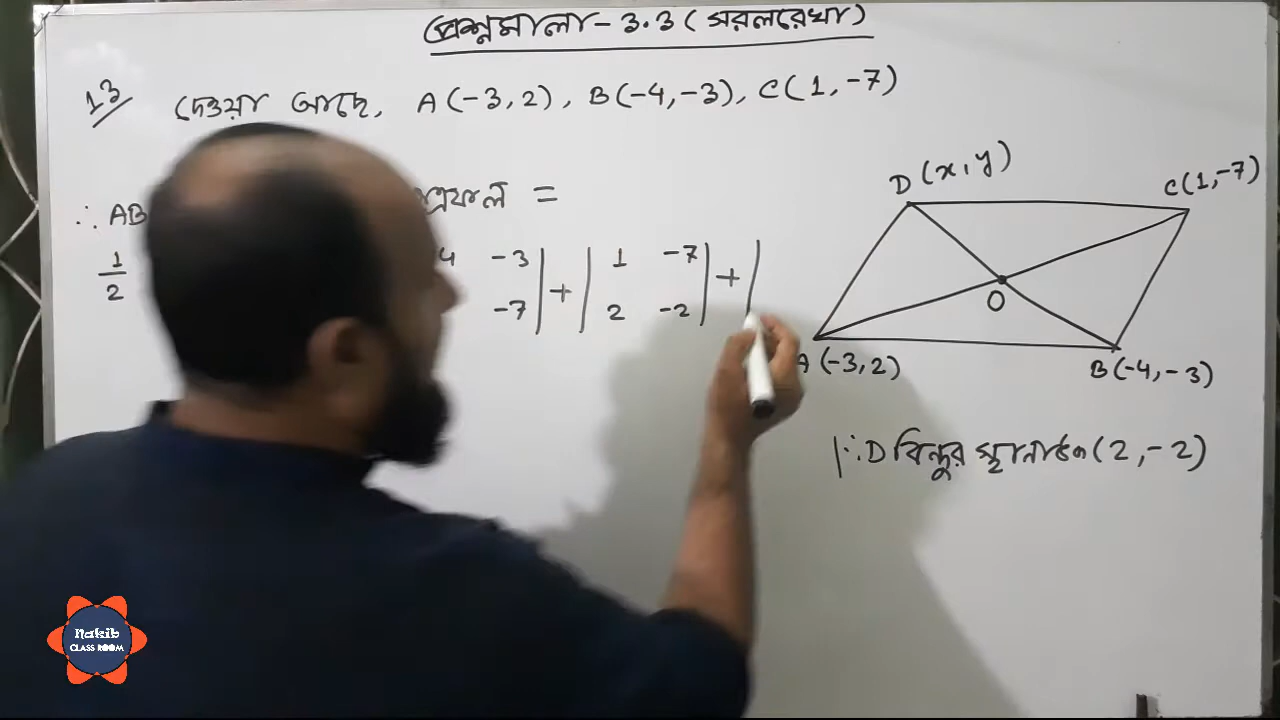 প্রশ্নমালা - 3.3 ( সরলরেখা )
13 দেওয়া আছে, A(-3, 2), B(-4, -3), C(1, -7)
∴ AB =
1/2 4 -3 | + | 1 -7 | + |
-7 | 2 -2 |
D(x, y)
C(1, -7)
O
A(-3, 2)
B(-4, -3)
∴ D বিন্দুর স্থানাঙ্ক (2, -2)
Nakib
CLASS ROOM